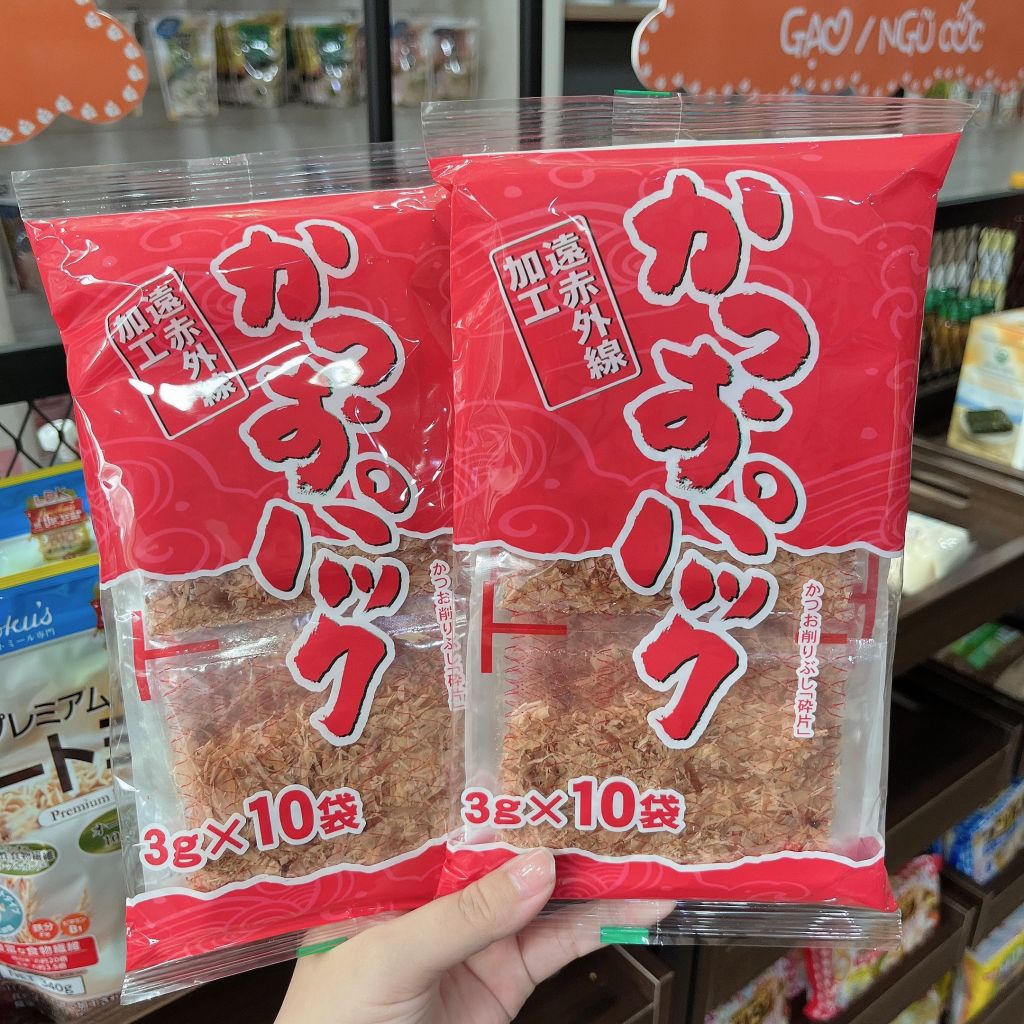 GẠO / NGŨ CỐC
遠赤外線
加工
かつおパック
かつお削りぶし「砕片」
3g×10袋
遠赤外線
加工
かつおパック
かつお削りぶし「砕片」
3g×10袋
プレミアム
Premium
340g